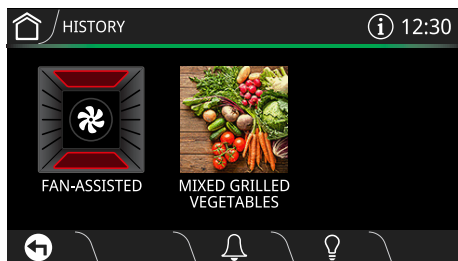 HISTORY
12:30
FAN-ASSISTED
MIXED GRILLED
VEGETABLES